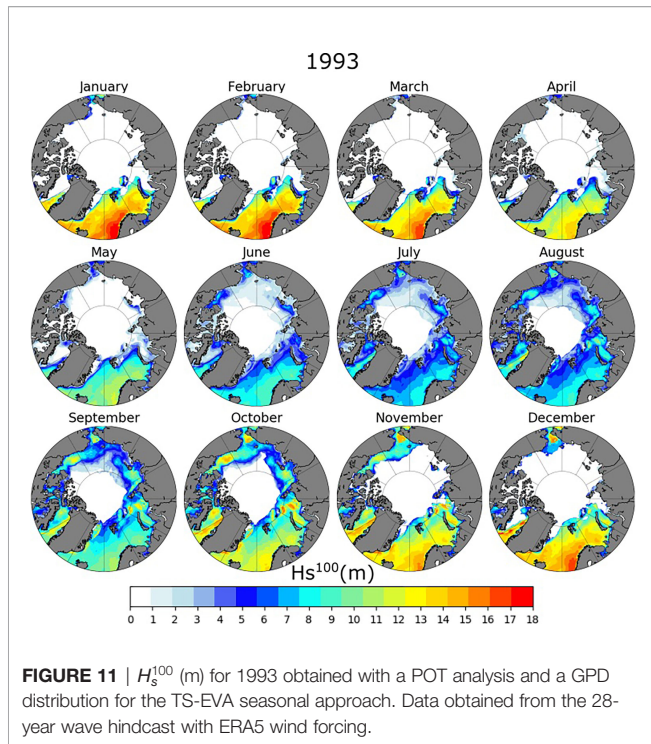 1993
January February March April
May June July August
September October November December
Hs¹⁰⁰(m)
0 1 2 3 4 5 6 7 8 9 10 11 12 13 14 15 16 17 18
FIGURE 11 | Hₛ¹⁰⁰ (m) for 1993 obtained with a POT analysis and a GPD
distribution for the TS-EVA seasonal approach. Data obtained from the 28-
year wave hindcast with ERA5 wind forcing.